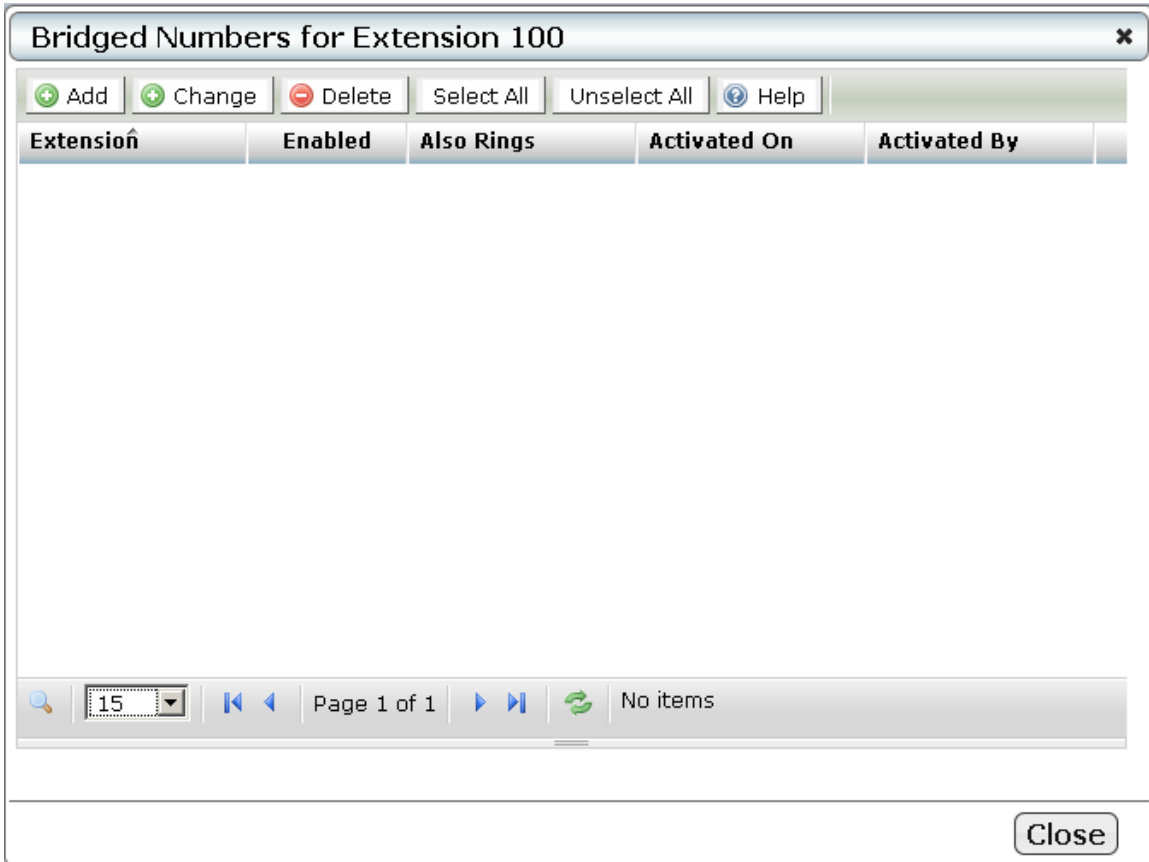 Bridged Numbers for Extension 100
Add Change Delete Select All Unselect All Help
Extension Enabled Also Rings Activated On Activated By
15 Page 1 of 1 No items
Close